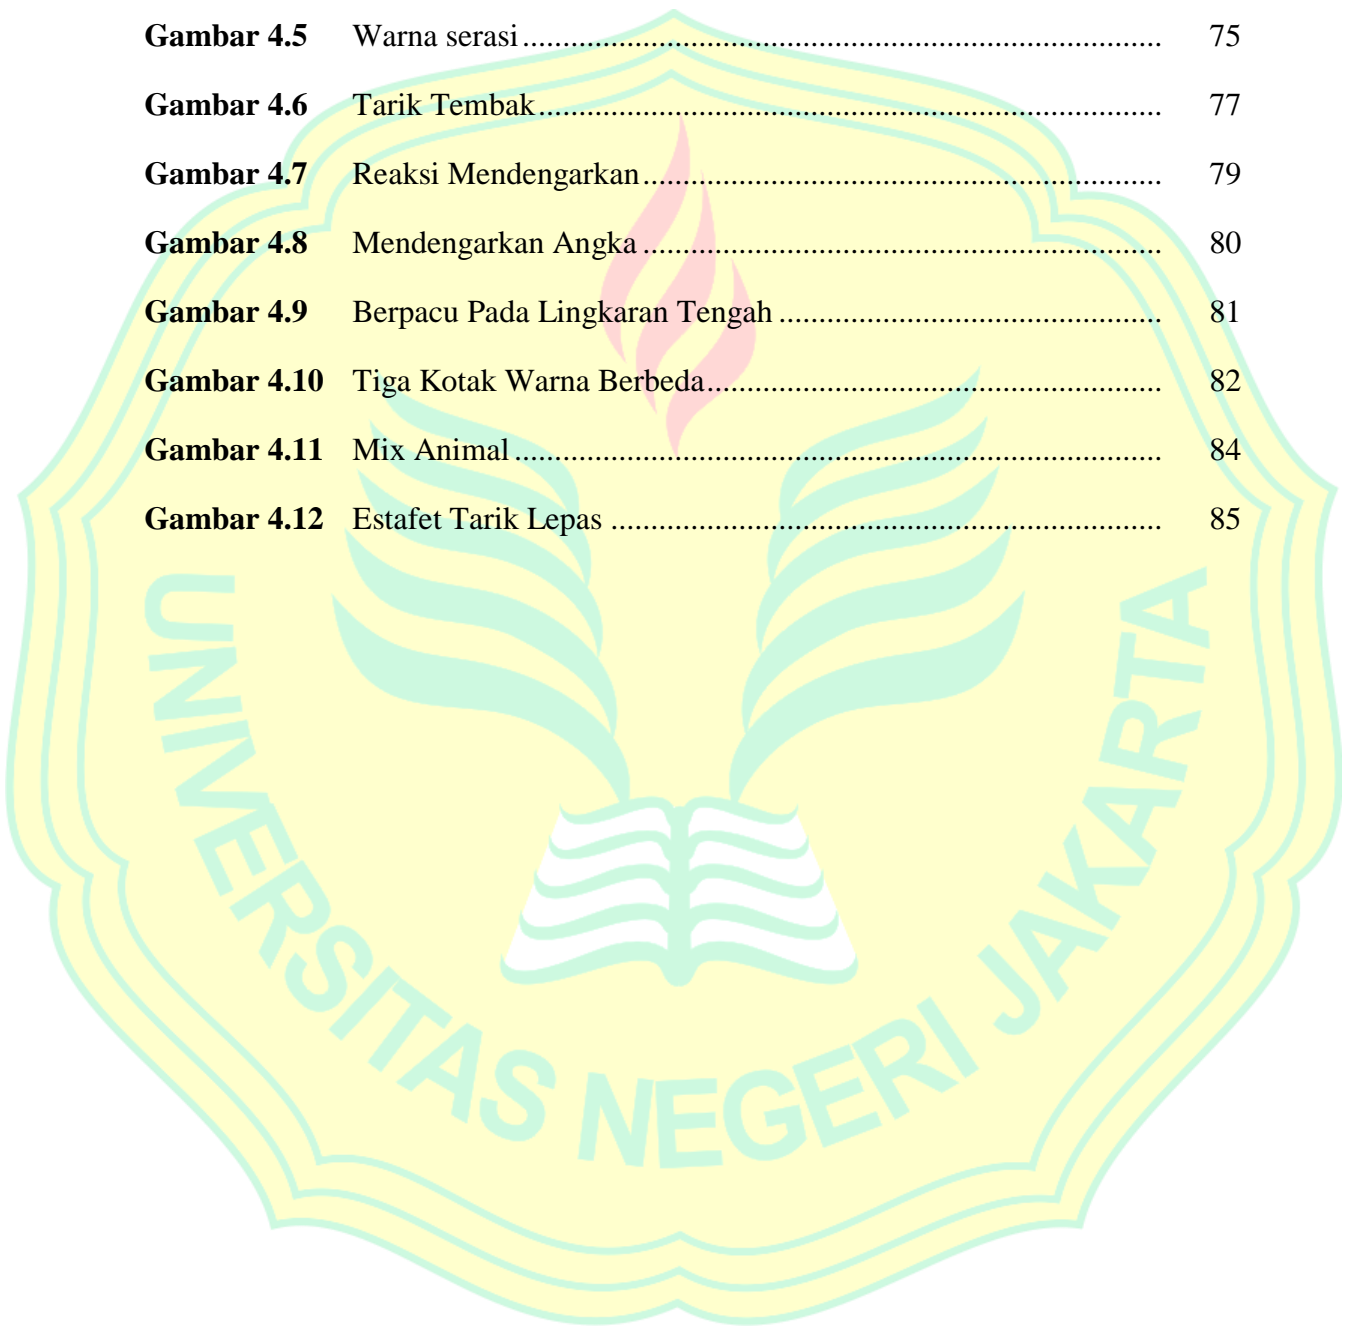 Gambar 4.5 Warna serasi................................................................................ 75
Gambar 4.6 Tarik Tembak.............................................................................. 77
Gambar 4.7 Reaksi Mendengarkan................................................................. 79
Gambar 4.8 Mendengarkan Angka ................................................................. 80
Gambar 4.9 Berpacu Pada Lingkaran Tengah ................................................ 81
Gambar 4.10 Tiga Kotak Warna Berbeda......................................................... 82
Gambar 4.11 Mix Animal................................................................................. 84
Gambar 4.12 Estafet Tarik Lepas ..................................................................... 85
UNIVERSITAS NEGERI JAKARTA